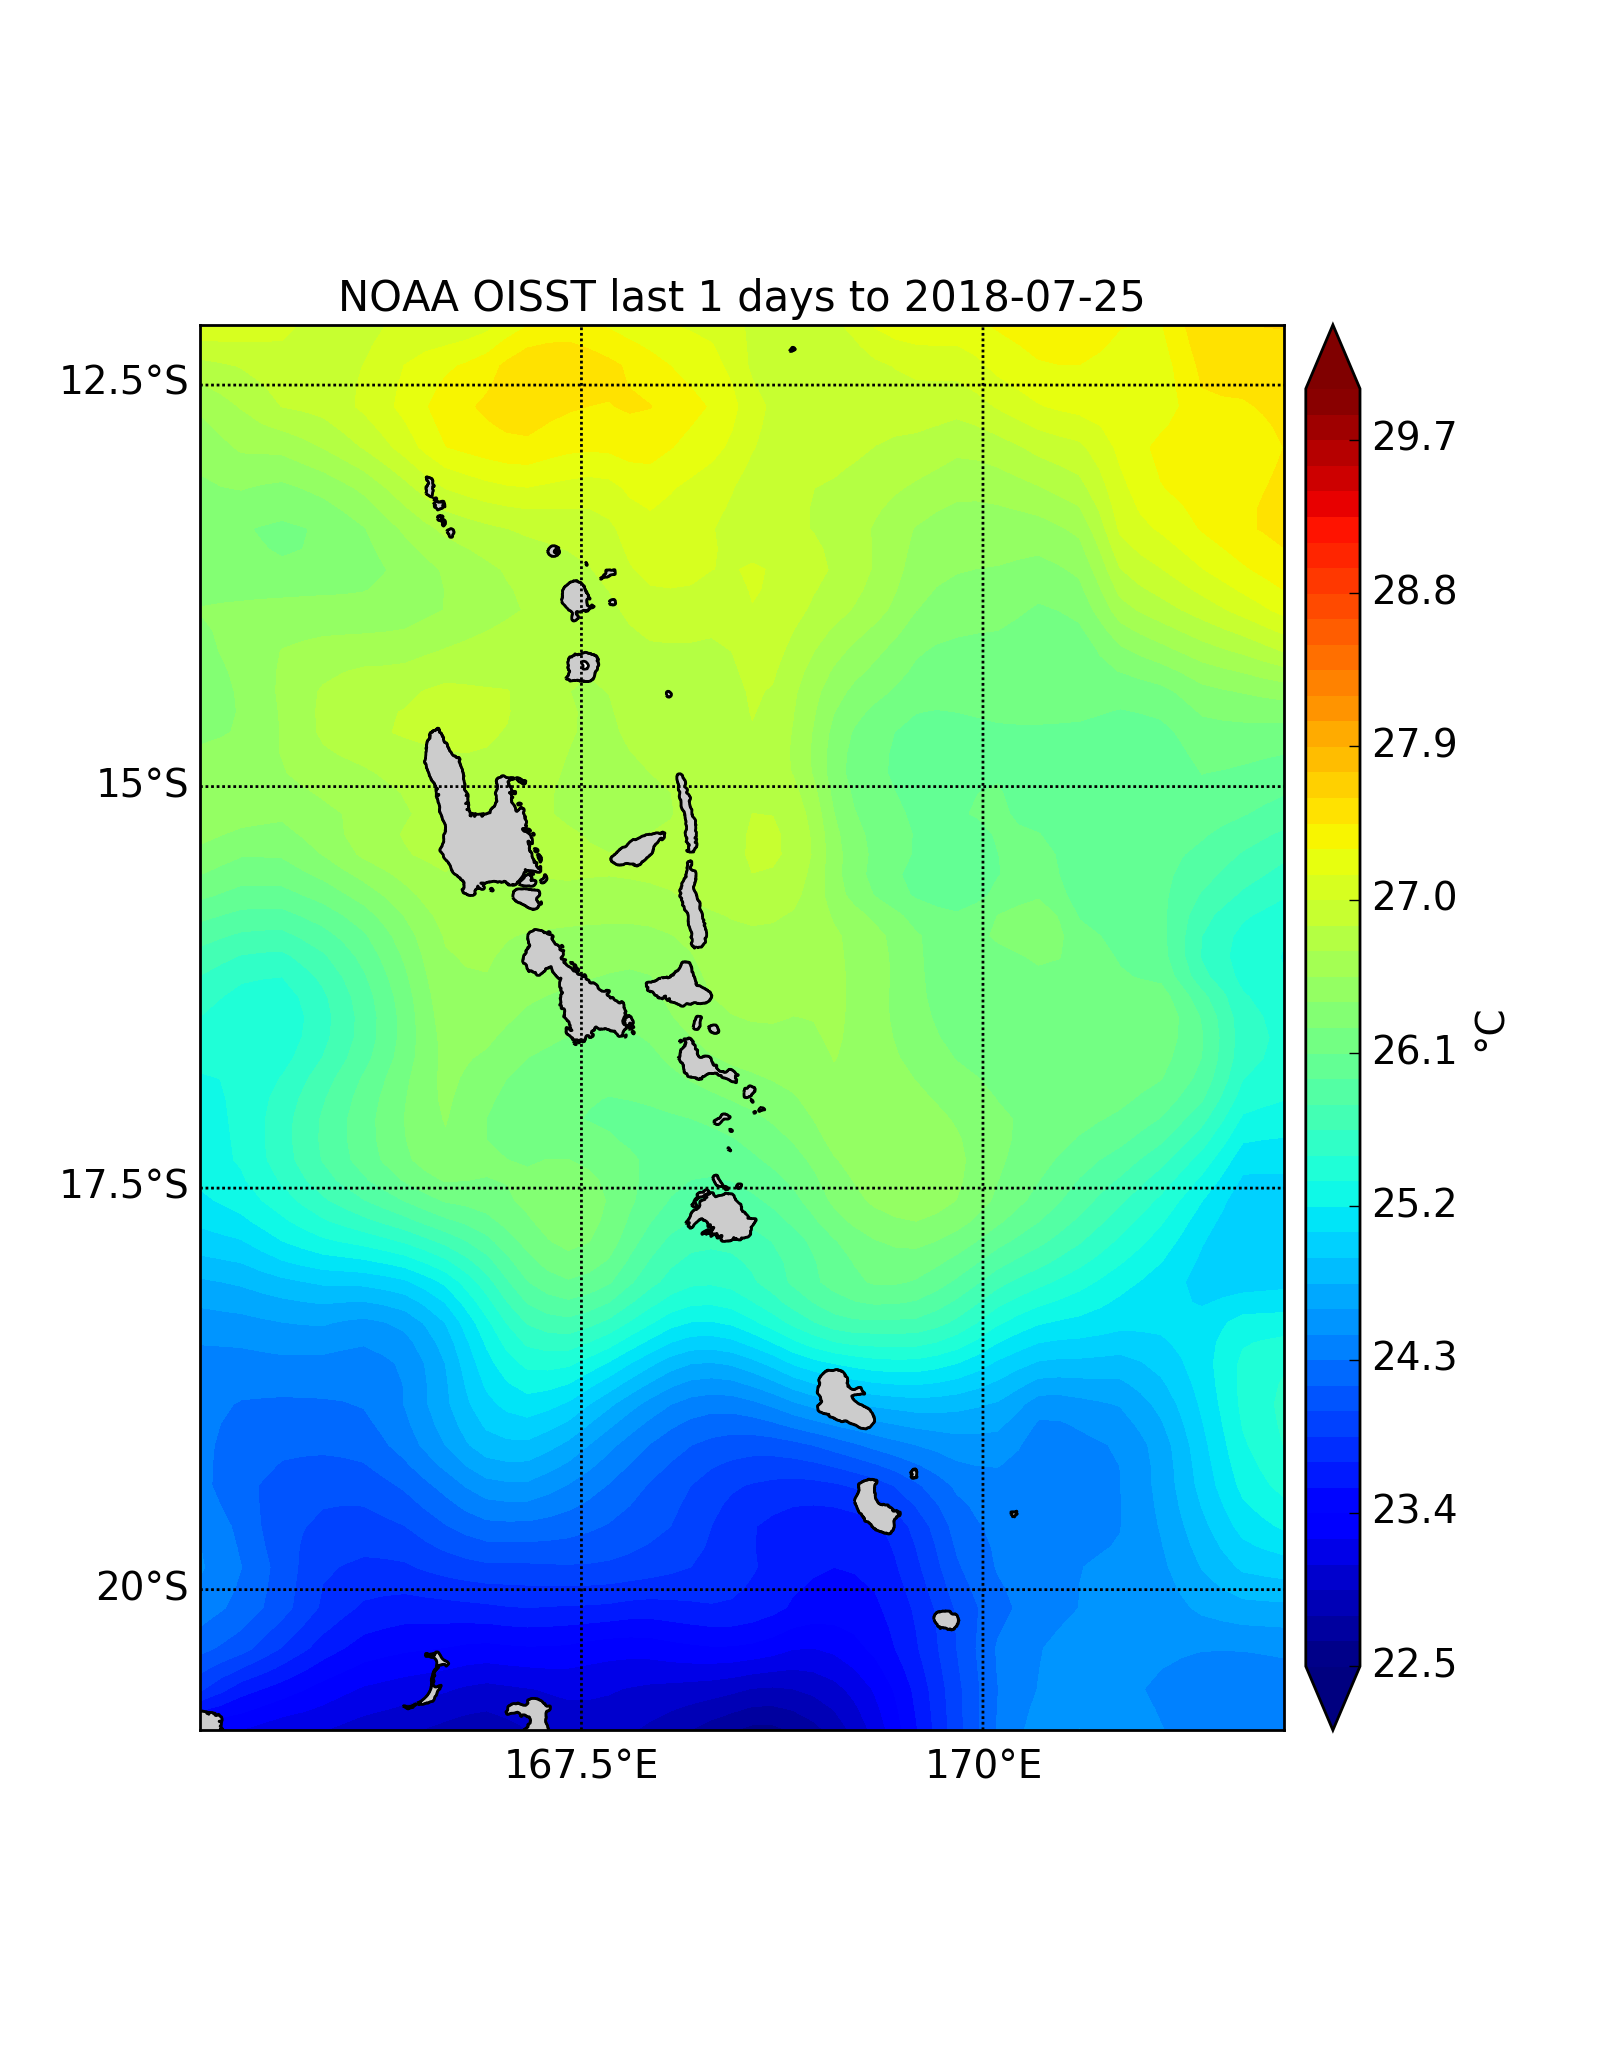 NOAA OISST last 1 days to 2018-07-25
12.5°S
15°S
17.5°S
20°S
167.5°E
170°E
29.7
28.8
27.9
27.0
26.1
25.2
24.3
23.4
22.5
°C